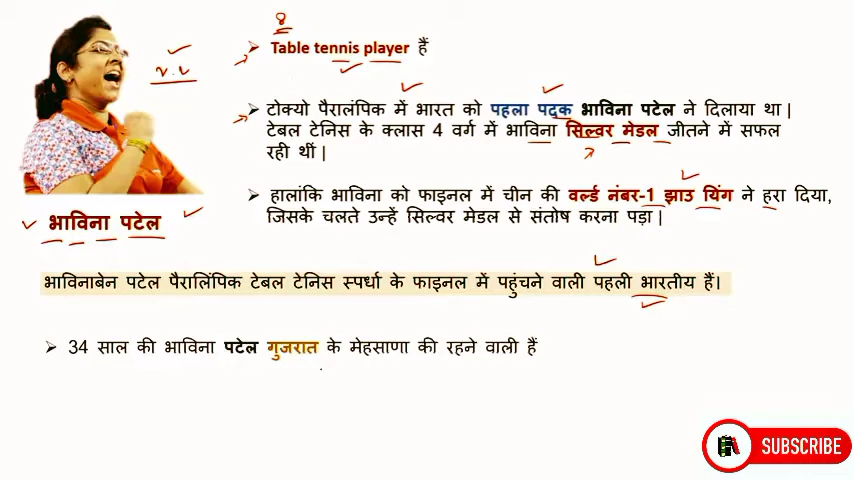 Table tennis player हैं
टोक्यो पैरालंपिक में भारत को पहला पदक भाविना पटेल ने दिलाया था |
टेबल टेनिस के क्लास 4 वर्ग में भाविना सिल्वर मेडल जीतने में सफल
रही थीं |
हालांकि भाविना को फाइनल में चीन की वर्ल्ड नंबर-1 झाउ यिंग ने हरा दिया,
जिसके चलते उन्हें सिल्वर मेडल से संतोष करना पड़ा |
भाविना पटेल
भाविनाबेन पटेल पैरालिंपिक टेबल टेनिस स्पर्धा के फाइनल में पहुंचने वाली पहली भारतीय हैं।
34 साल की भाविना पटेल गुजरात के मेहसाणा की रहने वाली हैं
SUBSCRIBE